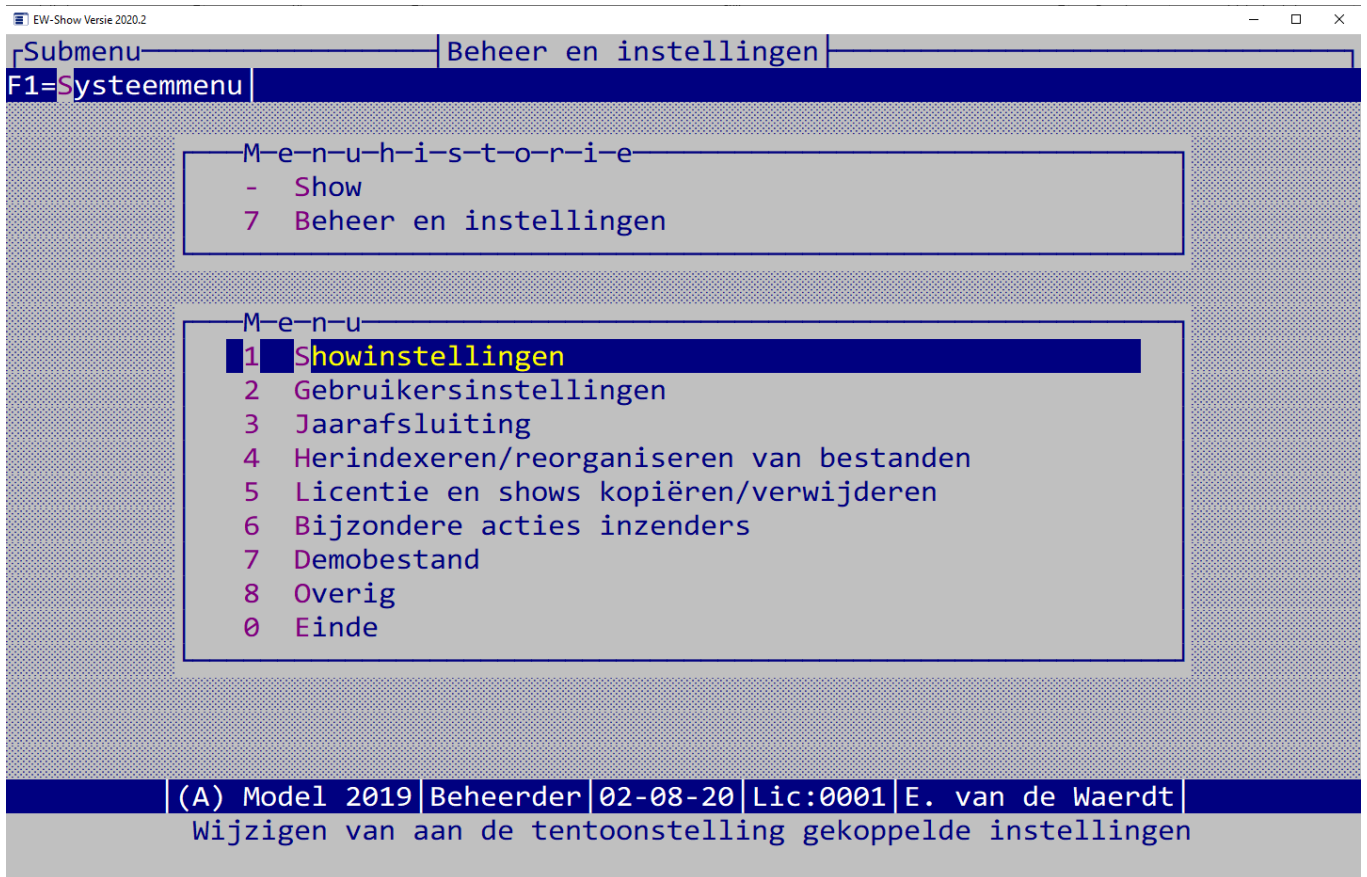 EW-Show Versie 2020.2
Submenu Beheer en instellingen
F1=Systeemmenu
M-e-n-u-h-i-s-t-o-r-i-e
- Show
7 Beheer en instellingen
M-e-n-u
1 Showinstellingen
2 Gebruikersinstellingen
3 Jaarafsluiting
4 Herindexeren/reorganiseren van bestanden
5 Licentie en shows kopiëren/verwijderen
6 Bijzondere acties inzenders
7 Demobestand
8 Overig
0 Einde
(A) Model 2019|Beheerder|02-08-20|Lic:0001|E. van de Waerdt
Wijzigen van aan de tentoonstelling gekoppelde instellingen